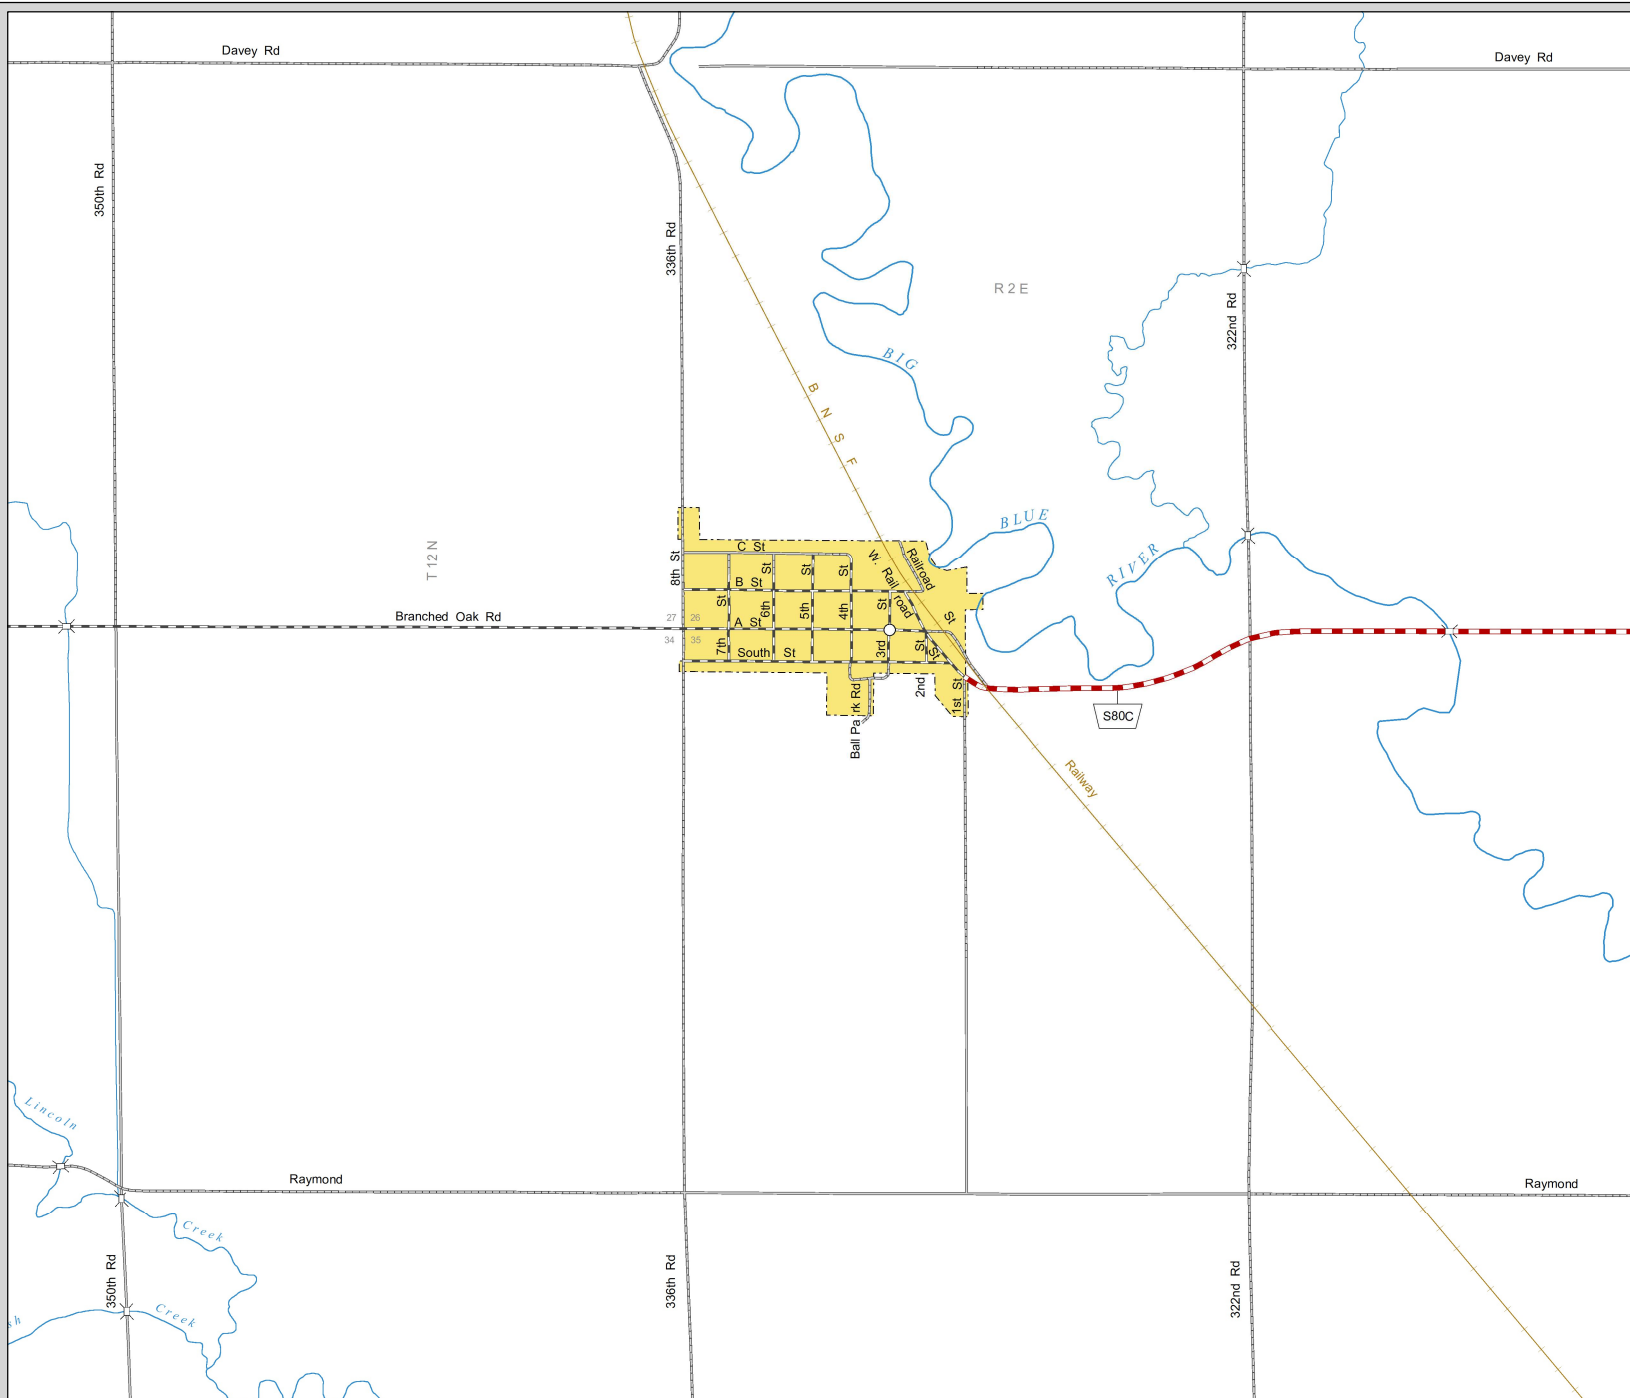 Davey Rd
Davey Rd
350th Rd
336th Rd
R 2 E
322nd Rd
BIG
B N S F
BLUE
RIVER
T 12 N
C St
8th St
W. Railroad St
Railroad St
B St
St
6th St
5th St
4th St
3rd St
Branched Oak Rd
27 26
34 35
A St
7th
South St
2nd St
1st St
Ball Park Rd
S80C
Railway
Lincoln
Creek
Raymond
Raymond
350th Rd
336th Rd
322nd Rd
Creek
sh